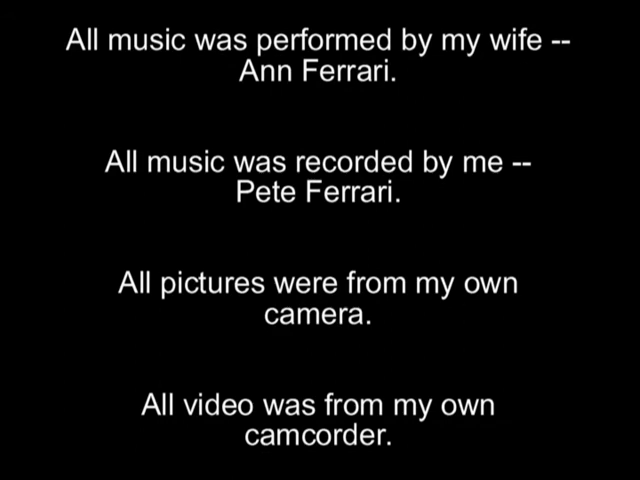 All music was performed by my wife --
Ann Ferrari.
All music was recorded by me --
Pete Ferrari.
All pictures were from my own
camera.
All video was from my own
camcorder.